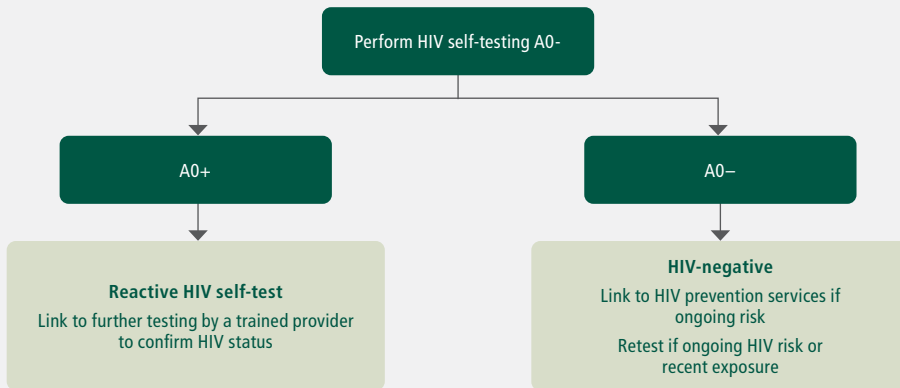 Perform HIV self-testing A0-
A0+
A0–
Reactive HIV self-test
Link to further testing by a trained provider
to confirm HIV status
HIV-negative
Link to HIV prevention services if
ongoing risk
Retest if ongoing HIV risk or
recent exposure